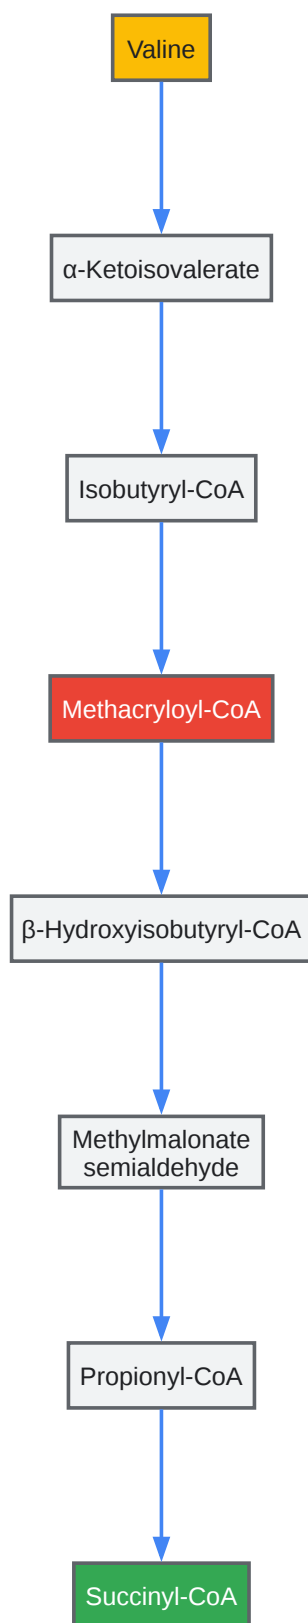 Valine
α-Ketoisovalerate
Isobutyryl-CoA
Methacryloyl-CoA
β-Hydroxyisobutyryl-CoA
Methylmalonate
semialdehyde
Propionyl-CoA
Succinyl-CoA